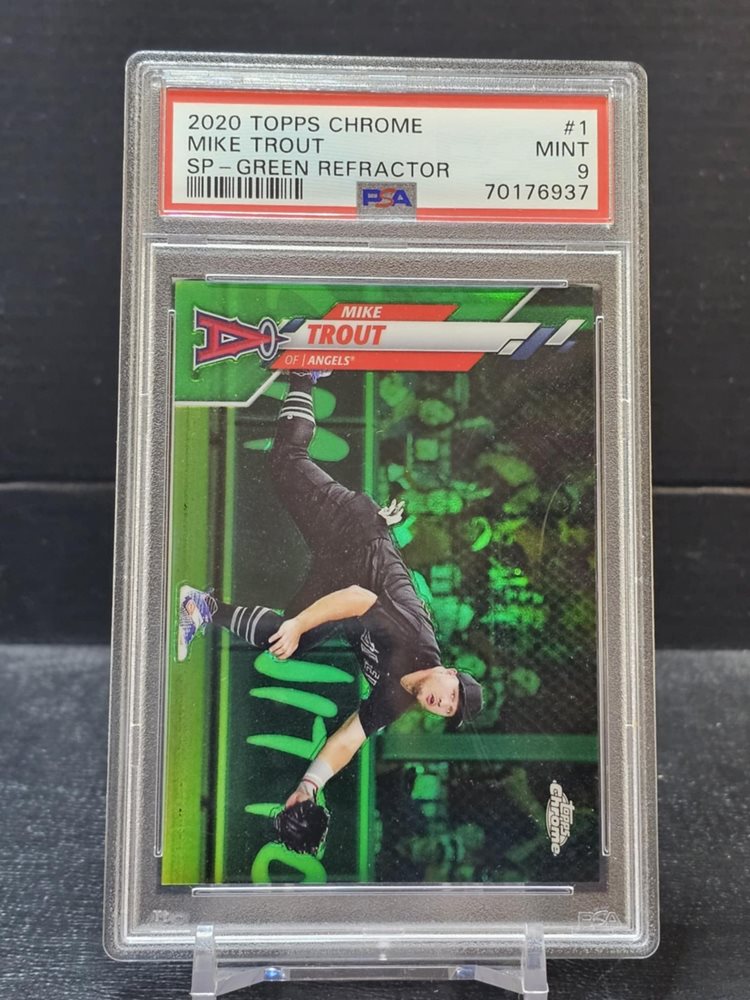 2020 TOPPS CHROME #1
MIKE TROUT MINT
SP-GREEN REFRACTOR 9
PSA 70176937
MIKE
TROUT
OF | ANGELS®
A
Topps
Chrome
PSA